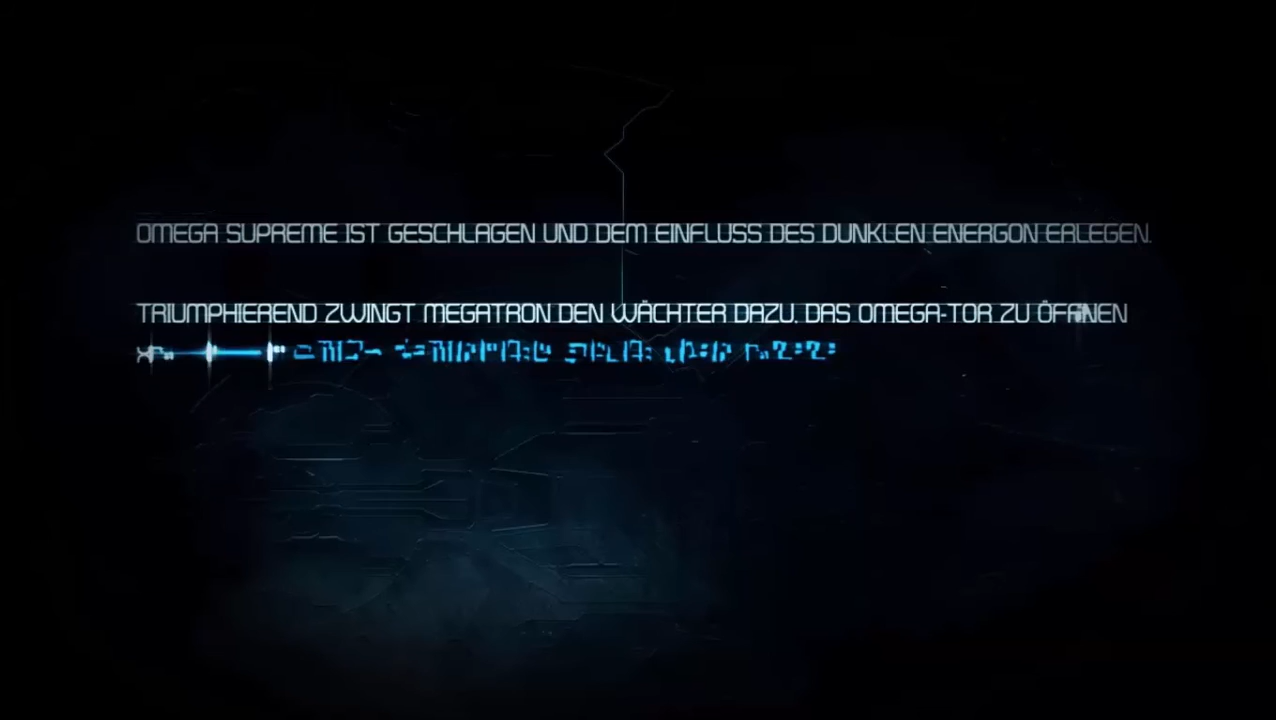 OMEGA SUPREME IST GESCHLAGEN UND DEM EINFLUSS DES DUNKLEN ENERGON ERLEGEN.
TRIUMPHIEREND ZWINGT MEGATRON DEN WÄCHTER DAZU, DAS OMEGA-TOR ZU ÖFFNEN